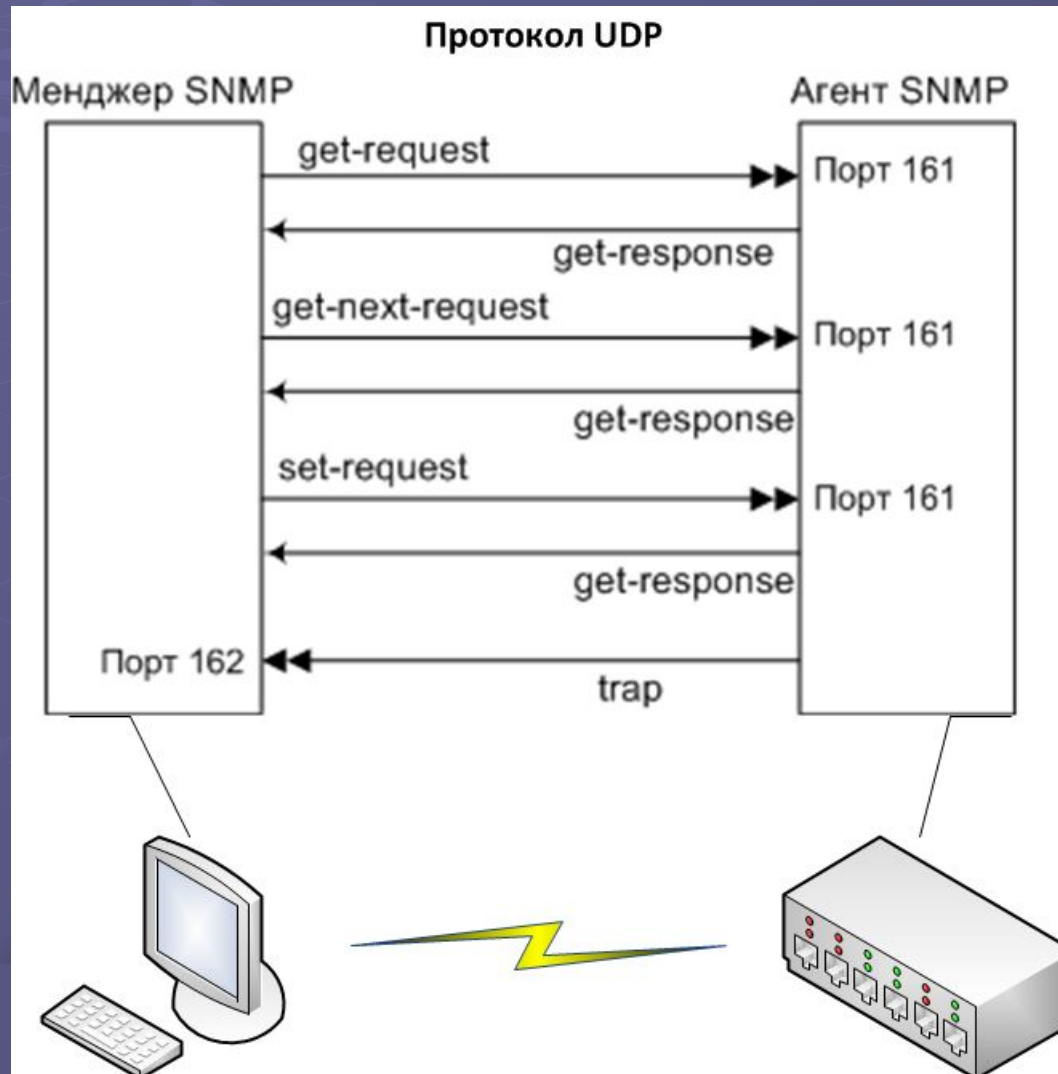 Протокол UDP
Менджер SNMP
Агент SNMP
get-request
Порт 161
get-response
get-next-request
Порт 161
get-response
set-request
Порт 161
get-response
Порт 162
trap